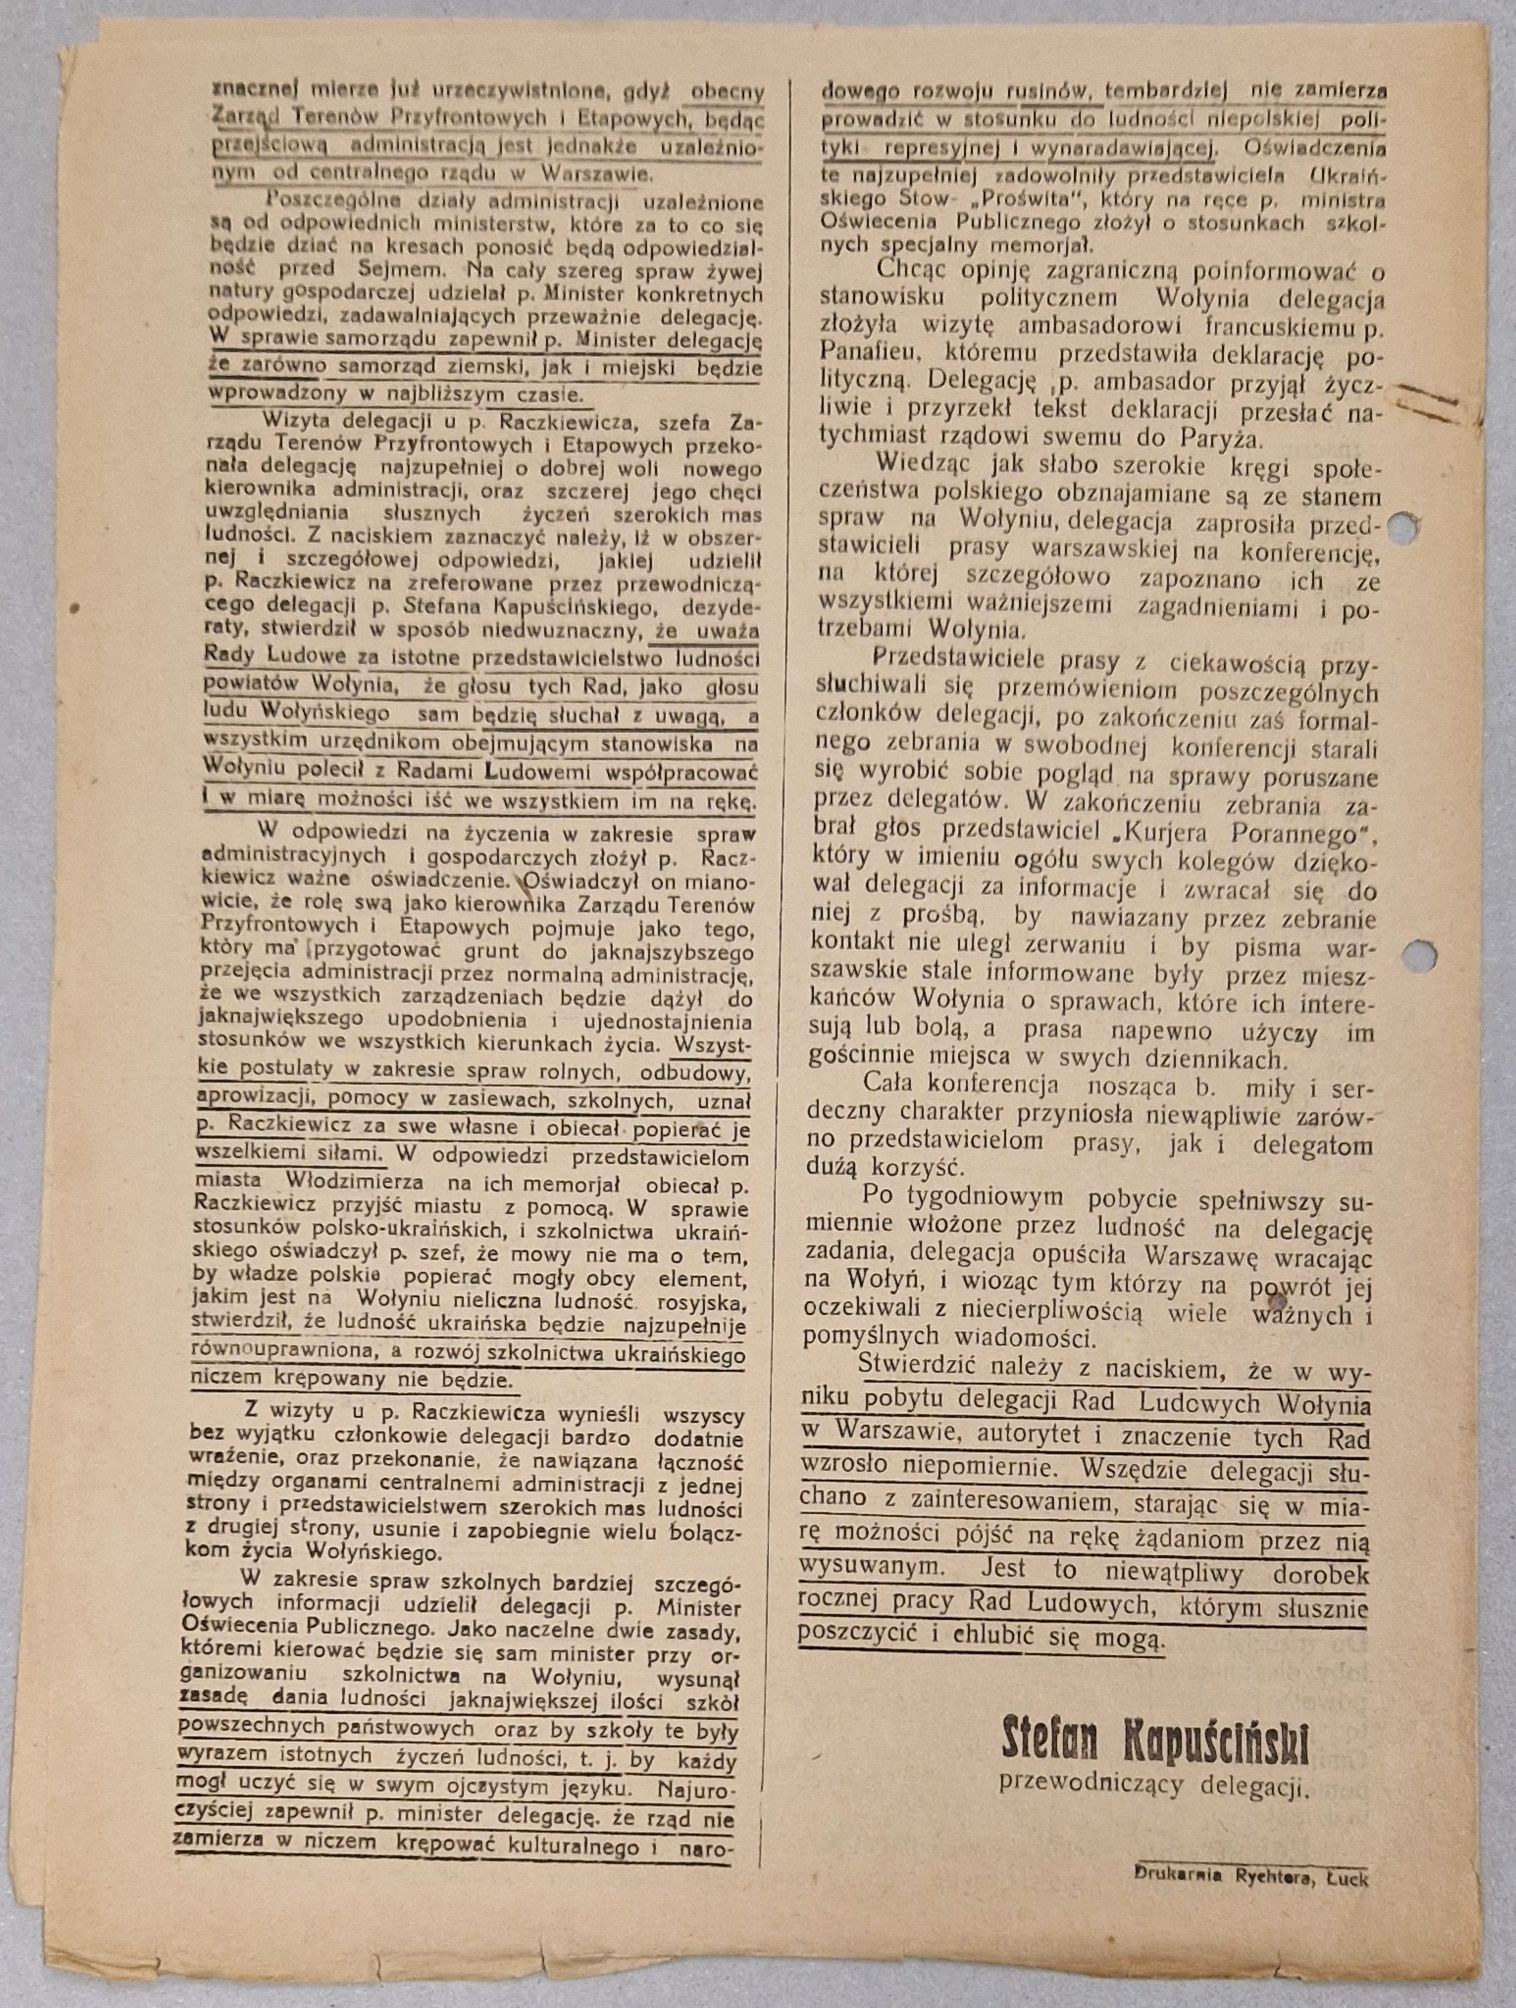 znacznej mierze już urzeczywistnione, gdyż obecny
Zarząd Terenów Przyfrontowych i Etapowych, będąc
przejściową administracją jest jednakże uzależnio-
nym od centralnego rządu w Warszawie.
Poszczególne działy administracji uzależnione
są od odpowiednich ministerstw, które za to co się
będzie dziać na kresach ponosić będą odpowiedzial-
ność przed Sejmem. Na cały szereg spraw żywej
natury gospodarczej udzielał p. Minister konkretnych
odpowiedzi, zadawalniających przeważnie delegację.
W sprawie samorządu zapewnił p. Minister delegację
że zarówno samorząd ziemski, jak i miejski będzie
wprowadzony w najbliższym czasie.
Wizyta delegacji u p. Raczkiewicza, szefa Za-
rządu Terenów Przyfrontowych i Etapowych przeko-
nała delegację najzupełniej o dobrej woli nowego
kierownika administracji, oraz szczerej jego chęci
uwzględniania słusznych życzeń szerokich mas
ludności. Z naciskiem zaznaczyć należy, iż w obszer-
nej i szczegółowej odpowiedzi, jakiej udzielił
p. Raczkiewicz na zreferowane przez przewodniczą-
cego delegacji p. Stefana Kapuścińskiego, dezyde-
raty, stwierdził w sposób niedwuznaczny, że uważa
Rady Ludowe za istotne przedstawicielstwo ludności
powiatów Wołynia, że głosu tych Rad, jako głosu
ludu Wołyńskiego sam będzię słuchał z uwagą, a
wszystkim urzędnikom obejmującym stanowiska na
Wołyniu polecił z Radami Ludowemi współpracować
i w miarę możności iść we wszystkiem im na rękę.
W odpowiedzi na życzenia w zakresie spraw
administracyjnych i gospodarczych złożył p. Racz-
kiewicz ważne oświadczenie. Oświadczył on miano-
wicie, że rolę swą jako kierownika Zarządu Terenów
Przyfrontowych i Etapowych pojmuje jako tego,
który ma przygotować grunt do jaknajszybszego
przejęcia administracji przez normalną administrację,
że we wszystkich zarządzeniach będzie dążył do
jaknajwiększego upodobnienia i ujednostajnienia
stosunków we wszystkich kierunkach życia. Wszyst-
kie postulaty w zakresie spraw rolnych, odbudowy,
aprowizacji, pomocy w zasiewach, szkolnych, uznał
p. Raczkiewicz za swe własne i obiecał popierać je
wszelkiemi siłami. W odpowiedzi przedstawicielom
miasta Włodzimierza na ich memorjał obiecał p.
Raczkiewicz przyjść miastu z pomocą. W sprawie
stosunków polsko-ukraińskich, i szkolnictwa ukraiń-
skiego oświadczył p. szef, że mowy nie ma o tem,
by władze polskie popierać mogły obcy element,
jakim jest na Wołyniu nieliczna ludność rosyjska,
stwierdził, że ludność ukraińska będzie najzupełnije
równouprawniona, a rozwój szkolnictwa ukraińskiego
niczem krępowany nie będzie.
Z wizyty u p. Raczkiewicza wynieśli wszyscy
bez wyjątku członkowie delegacji bardzo dodatnie
wrażenie, oraz przekonanie, że nawiązana łączność
między organami centralnemi administracji z jednej
strony i przedstawicielstwem szerokich mas ludności
z drugiej strony, usunie i zapobiegnie wielu bolącz-
kom życia Wołyńskiego.
W zakresie spraw szkolnych bardziej szczegó-
łowych informacji udzielił delegacji p. Minister
Oświecenia Publicznego. Jako naczelne dwie zasady,
któremi kierować będzie się sam minister przy or-
ganizowaniu szkolnictwa na Wołyniu, wysunął
zasadę dania ludności jaknajwiększej ilości szkół
powszechnych państwowych oraz by szkoły te były
wyrazem istotnych życzeń ludności, t. j. by każdy
mogł uczyć się w swym ojczystym języku. Najuro-
czyściej zapewnił p. minister delegację. że rząd nie
zamierza w niczem krępować kulturalnego i naro-
dowego rozwoju rusinów, tembardziej nie zamierza
prowadzić w stosunku do ludności niepolskiej poli-
tyki represyjnej i wynaradawiającej. Oświadczenia
te najzupełniej zadowolniły przedstawiciela Ukraiń-
skiego Stow- „Proświta", który na ręce p. ministra
Oświecenia Publicznego złożył o stosunkach szkol-
nych specjalny memorjał.
Chcąc opinję zagraniczną poinformować o
stanowisku politycznem Wołynia delegacja
złożyła wizytę ambasadorowi francuskiemu p.
Panafieu, któremu przedstawiła deklarację po-
lityczną. Delegację p. ambasador przyjął życz-
liwie i przyrzekł tekst deklaracji przesłać na-
tychmiast rządowi swemu do Paryża.
Wiedząc jak słabo szerokie kręgi społe-
czeństwa polskiego obznajamiane są ze stanem
spraw na Wołyniu, delegacja zaprosiła przed-
stawicieli prasy warszawskiej na konferencję,
na której szczegółowo zapoznano ich ze
wszystkiemi ważniejszemi zagadnieniami i po-
trzebami Wołynia.
Przedstawiciele prasy z ciekawością przy-
słuchiwali się przemówieniom poszczególnych
członków delegacji, po zakończeniu zaś formal-
nego zebrania w swobodnej konferencji starali
się wyrobić sobie pogląd na sprawy poruszane
przez delegatów. W zakończeniu zebrania za-
brał głos przedstawiciel „Kurjera Porannego",
który w imieniu ogółu swych kolegów dzięko-
wał delegacji za informacje i zwracał się do
niej z prośbą, by nawiazany przez zebranie
kontakt nie uległ zerwaniu i by pisma war-
szawskie stale informowane były przez miesz-
kańców Wołynia o sprawach, które ich intere-
sują lub bolą, a prasa napewno użyczy im
gościnnie miejsca w swych dziennikach.
Cała konferencja nosząca b. miły i ser-
deczny charakter przyniosła niewąpliwie zarów-
no przedstawicielom prasy, jak i delegatom
dużą korzyść.
Po tygodniowym pobycie spełniwszy su-
miennie włożone przez ludność na delegację
zadania, delegacja opuściła Warszawę wracając
na Wołyń, i wioząc tym którzy na powrót jej
oczekiwali z niecierpliwością wiele ważnych i
pomyślnych wiadomości.
Stwierdzić należy z naciskiem, że w wy-
niku pobytu delegacji Rad Ludowych Wołynia
w Warszawie, autorytet i znaczenie tych Rad
wzrosło niepomiernie. Wszędzie delegacji słu-
chano z zainteresowaniem, starając się w mia-
rę możności pójść na rękę żądaniom przez nią
wysuwanym. Jest to niewątpliwy dorobek
rocznej pracy Rad Ludowych, którym słusznie
poszczycić i chlubić się mogą.
Stefan Kapuściński
przewodniczący delegacji.
Drukarnia Rychtera, Łuck